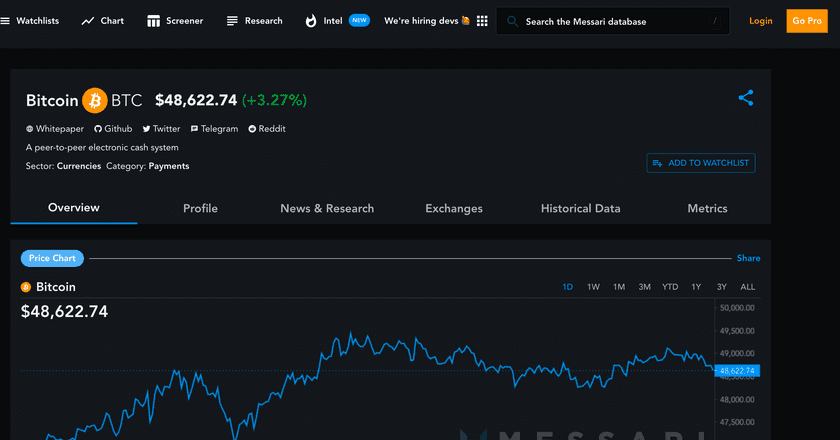 Watchlists Chart Screener Research Intel NEW We're hiring devs Search the Messari database / Login Go Pro
Bitcoin BTC $48,622.74 (+3.27%)
Whitepaper Github Twitter Telegram Reddit
A peer-to-peer electronic cash system
Sector: Currencies Category: Payments
ADD TO WATCHLIST
Overview Profile News & Research Exchanges Historical Data Metrics
Price Chart Share
Bitcoin 1D 1W 1M 3M YTD 1Y 3Y ALL
$48,622.74
50,000.00
49,500.00
49,000.00
48,622.74
48,000.00
47,500.00
MESSARI